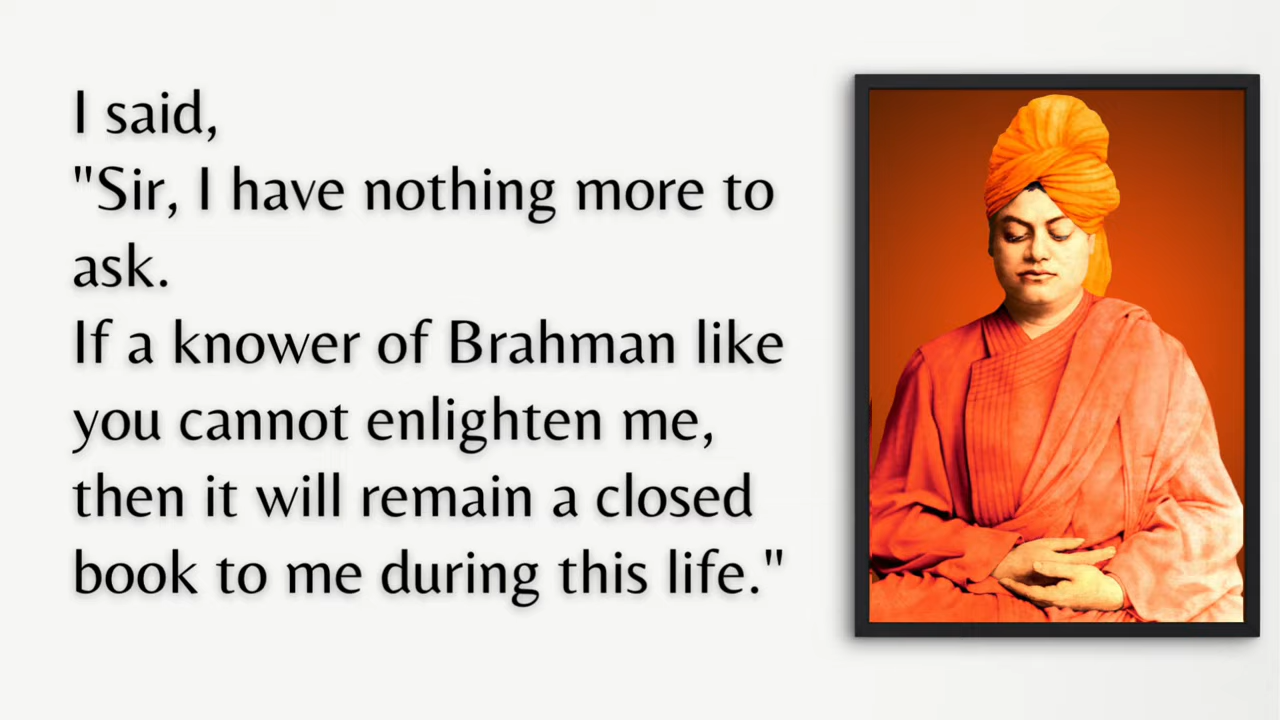 I said,
"Sir, I have nothing more to
ask.
If a knower of Brahman like
you cannot enlighten me,
then it will remain a closed
book to me during this life."